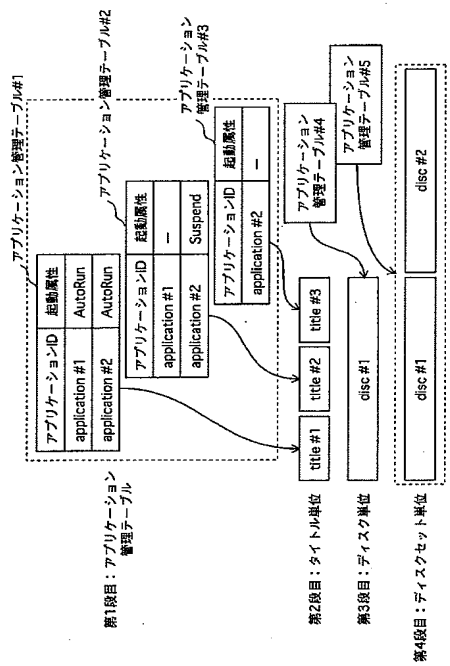 アプリケーション管理テーブル#1
アプリケーション管理テーブル#2
アプリケーション
管理テーブル#3
第1段目：アプリケーション
管理テーブル
アプリケーションID 起動属性
application #1 AutoRun
application #2 AutoRun
アプリケーションID 起動属性
application #1 —
application #2 Suspend
アプリケーションID 起動属性
application #2 —
第2段目：タイトル単位
title #1 title #2 title #3
アプリケーション
管理テーブル#4
第3段目：ディスク単位
disc #1
アプリケーション
管理テーブル#5
第4段目：ディスクセット単位
disc #1 disc #2